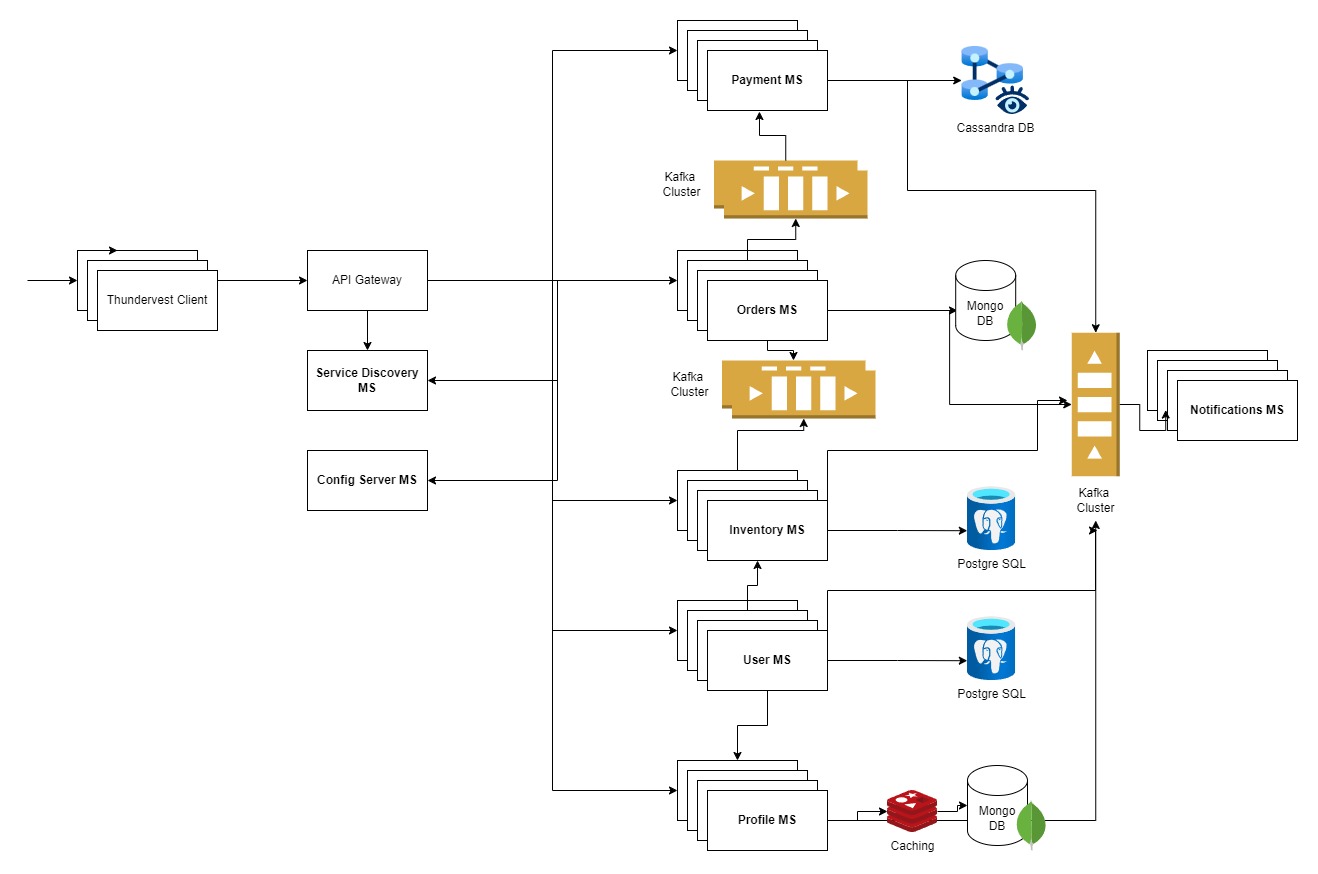 Payment MS
Cassandra DB
Kafka
Cluster
Thundervest Client
API Gateway
Orders MS
Mongo
DB
Service Discovery
MS
Kafka
Cluster
Notifications MS
Config Server MS
Kafka
Cluster
Inventory MS
Postgre SQL
User MS
Postgre SQL
Profile MS
Mongo
DB
Caching